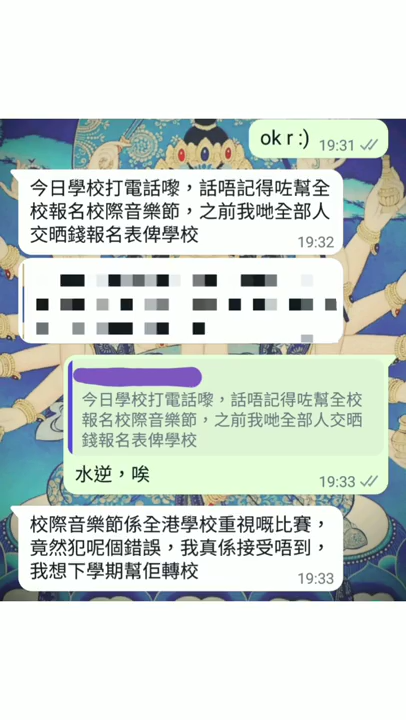 ok r :)
19:31
今日學校打電話嚟，話唔記得咗幫全
校報名校際音樂節，之前我哋全部人
交晒錢報名表俾學校
19:32
今日學校打電話嚟，話唔記得咗幫全校
報名校際音樂節，之前我哋全部人交晒
錢報名表俾學校
水逆，唉
19:33
校際音樂節係全港學校重視嘅比賽，
竟然犯呢個錯誤，我真係接受唔到，
我想下學期幫佢轉校
19:33